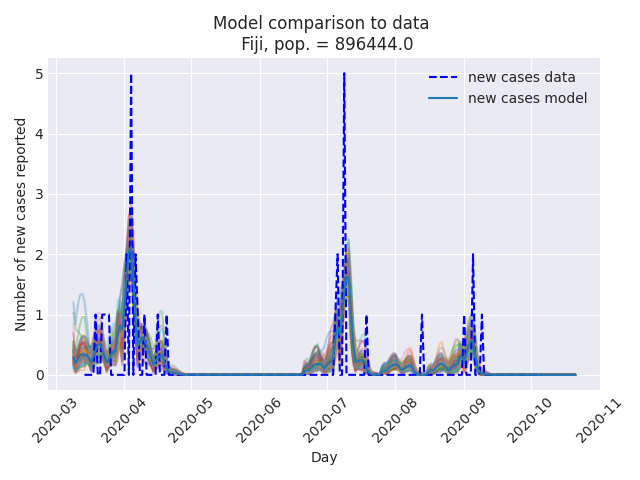 Model comparison to data
Fiji, pop. = 896444.0
new cases data
new cases model
Number of new cases reported
5
4
3
2
1
0
2020-03
2020-04
2020-05
2020-06
2020-07
2020-08
2020-09
2020-10
2020-11
Day